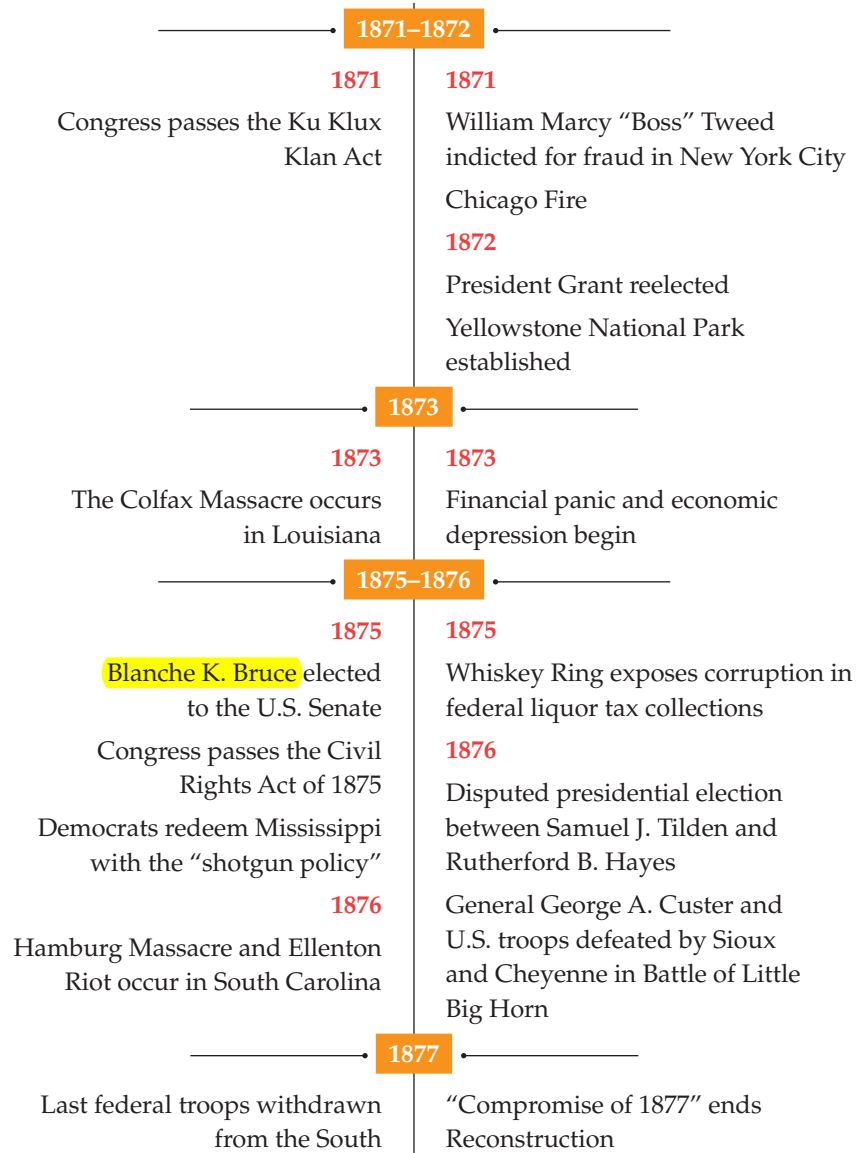 1871–1872
1871
Congress passes the Ku Klux
Klan Act
1871
William Marcy “Boss” Tweed
indicted for fraud in New York City
Chicago Fire
1872
President Grant reelected
Yellowstone National Park
established
1873
1873
The Colfax Massacre occurs
in Louisiana
1873
Financial panic and economic
depression begin
1875–1876
1875
Blanche K. Bruce elected
to the U.S. Senate
Congress passes the Civil
Rights Act of 1875
Democrats redeem Mississippi
with the “shotgun policy”
1876
Hamburg Massacre and Ellenton
Riot occur in South Carolina
1875
Whiskey Ring exposes corruption in
federal liquor tax collections
1876
Disputed presidential election
between Samuel J. Tilden and
Rutherford B. Hayes
General George A. Custer and
U.S. troops defeated by Sioux
and Cheyenne in Battle of Little
Big Horn
1877
Last federal troops withdrawn
from the South
“Compromise of 1877” ends
Reconstruction